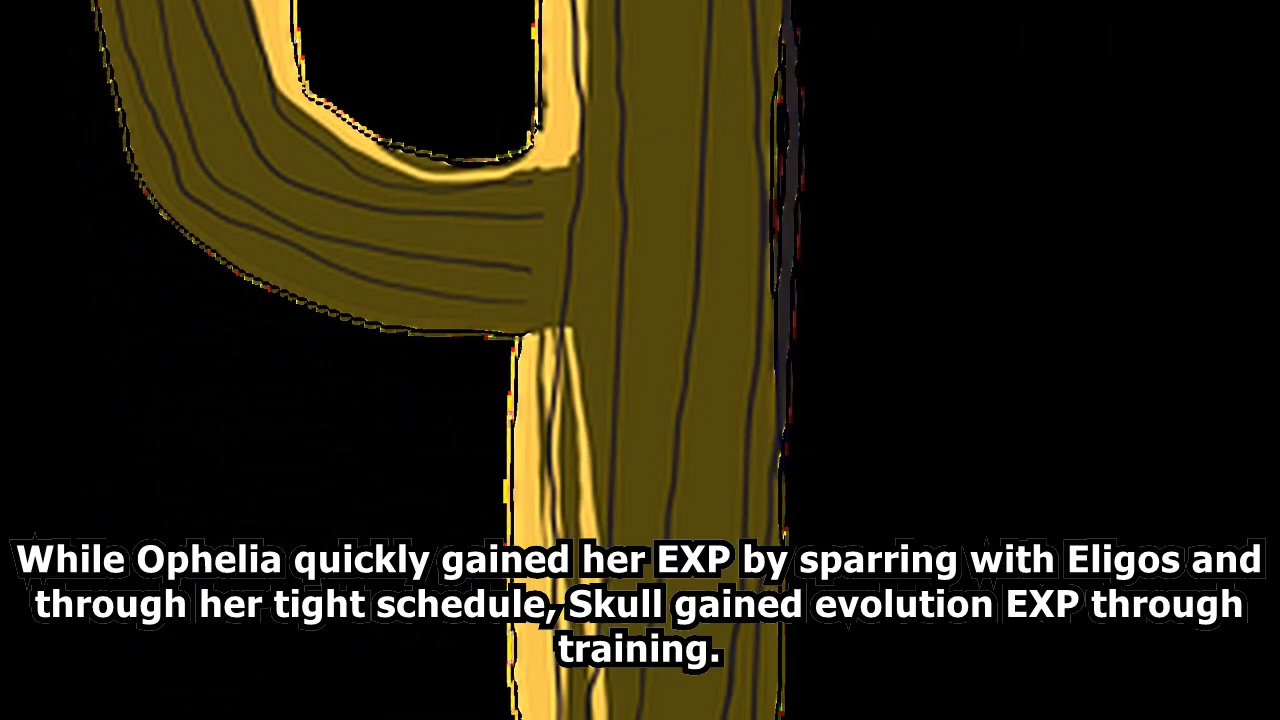 While Ophelia quickly gained her EXP by sparring with Eligos and
through her tight schedule, Skull gained evolution EXP through
training.